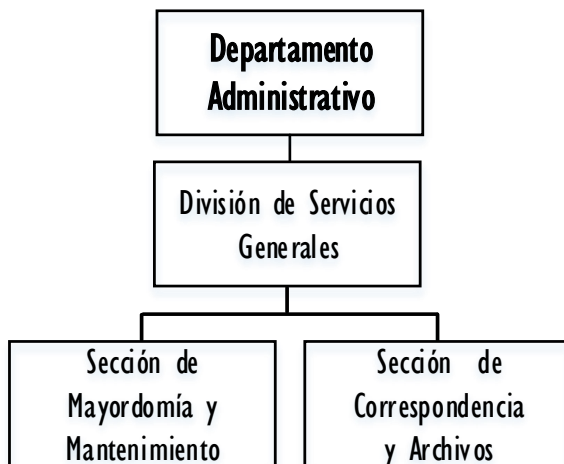 Departamento
Administrativo
División de Servicios
Generales
Sección de
Mayordomía y
Mantenimiento
Sección de
Correspondencia
y Archivos